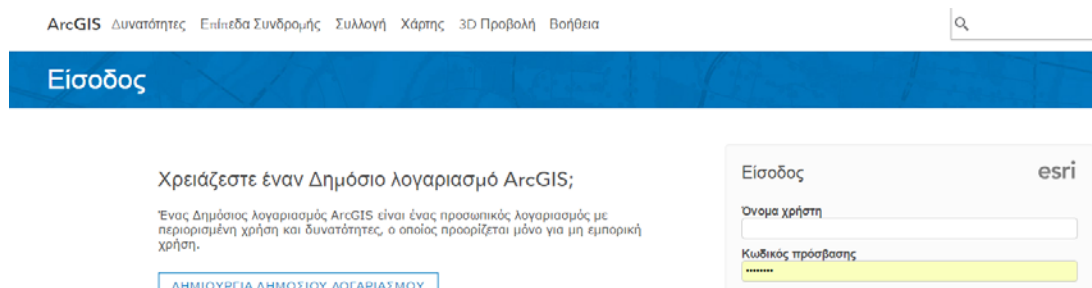 ArcGIS Δυνατότητες Επίπεδα Συνδρομής Συλλογή Χάρτης 3D Προβολή Βοήθεια
Είσοδος
Χρειάζεστε έναν Δημόσιο λογαριασμό ArcGIS;
Ένας Δημόσιος λογαριασμός ArcGIS είναι ένας προσωπικός λογαριασμός με
περιορισμένη χρήση και δυνατότητες, ο οποίος προορίζεται μόνο για μη εμπορική
χρήση.
ΔΗΜΙΟΥΡΓΙΑ ΔΗΜΟΣΙΟΥ ΛΟΓΑΡΙΑΣΜΟΥ
Είσοδος esri
Όνομα χρήστη
Κωδικός πρόσβασης